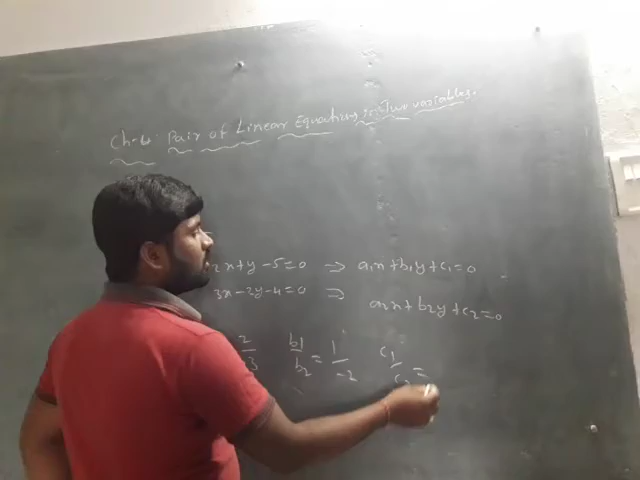 Ch-6. Pair of Linear Equations in Two variables.
2x+y-5=0 → a1x+b1y+c1=0
3x-2y-4=0 ⇒ a2x+b2y+c2=0
2/3 b1/b2 = 1/-2 c1/c2 =